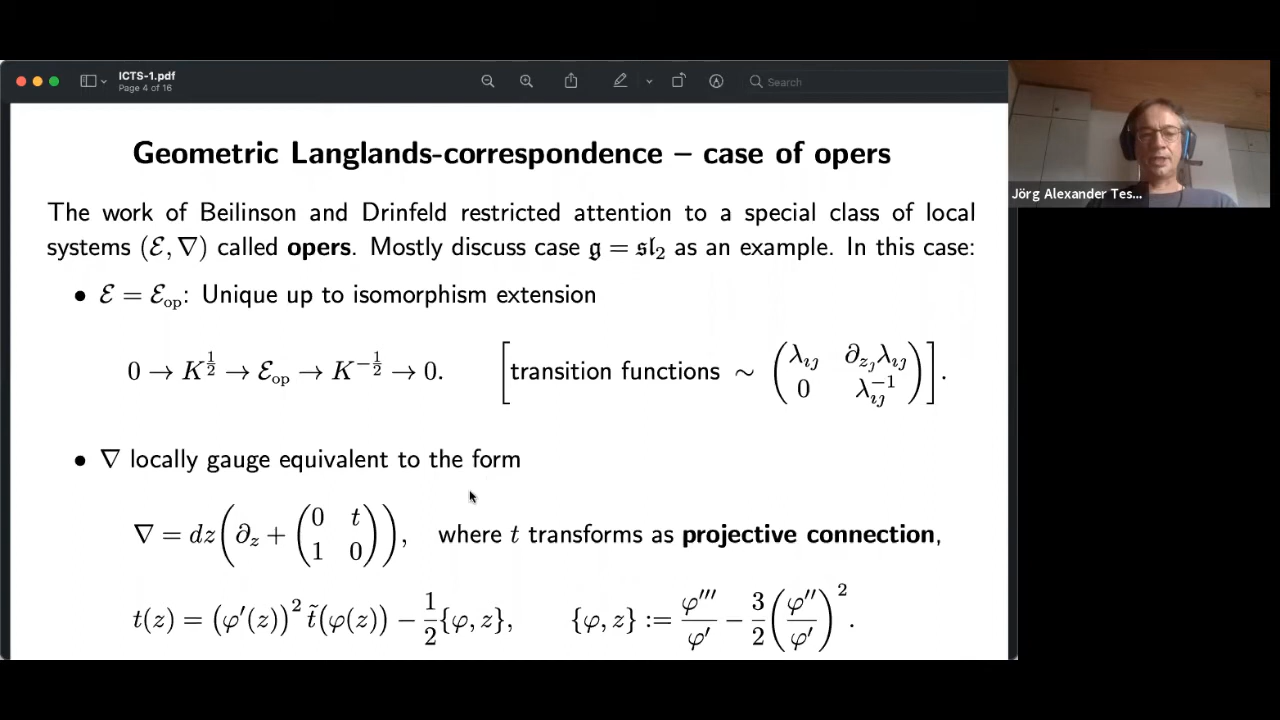 ICTS-1.pdf
Page 4 of 16
Search
Geometric Langlands-correspondence – case of opers
The work of Beilinson and Drinfeld restricted attention to a special class of local
systems (ℰ, ∇) called opers. Mostly discuss case 𝔤 = 𝔰𝔩₂ as an example. In this case:
• ℰ = ℰ_op: Unique up to isomorphism extension
0 → K^{1/2} → ℰ_op → K^{-1/2} → 0. [transition functions ~ (λ_{ıȷ} ∂_{z_ȷ}λ_{ıȷ}; 0 λ_{ıȷ}^{-1})].
• ∇ locally gauge equivalent to the form
∇ = dz(∂_z + (0 t; 1 0)), where t transforms as projective connection,
t(z) = (φ′(z))² t̃(φ(z)) − 1/2 {φ, z}, {φ, z} := φ‴/φ′ − 3/2 (φ″/φ′)².
Jörg Alexander Tes...